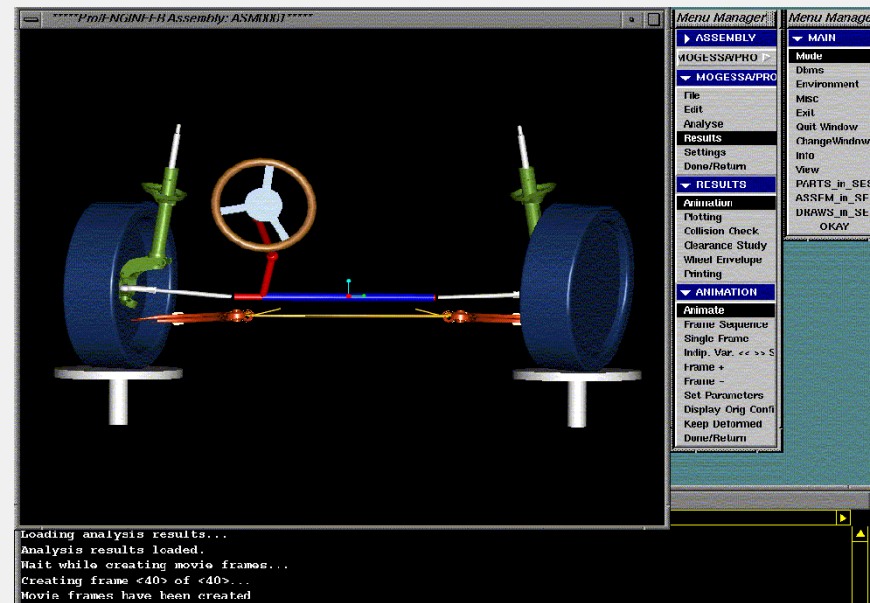 *****Pro/ENGINEER Assembly: ASM0001*****
Menu Manager
ASSEMBLY
MOGESSA/PRO
MOGESSA/PRO
File
Edit
Analyse
Results
Settings
Done/Return
RESULTS
Animation
Plotting
Collision Check
Clearance Study
Wheel Envelope
Printing
ANIMATION
Animate
Frame Sequence
Single Frame
Indip. Var. << >> S
Frame +
Frame -
Set Parameters
Display Orig Confi
Keep Deformed
Done/Return
Menu Manage
MAIN
Mode
Dbms
Environment
Misc
Exit
Quit Window
ChangeWindow
Info
View
PARTS_in_SES
ASSEM_in_SE
DRAWS_in_SE
OKAY
Loading analysis results...
Analysis results loaded.
Wait while creating movie frames...
Creating frame <40> of <40>...
Movie frames have been created